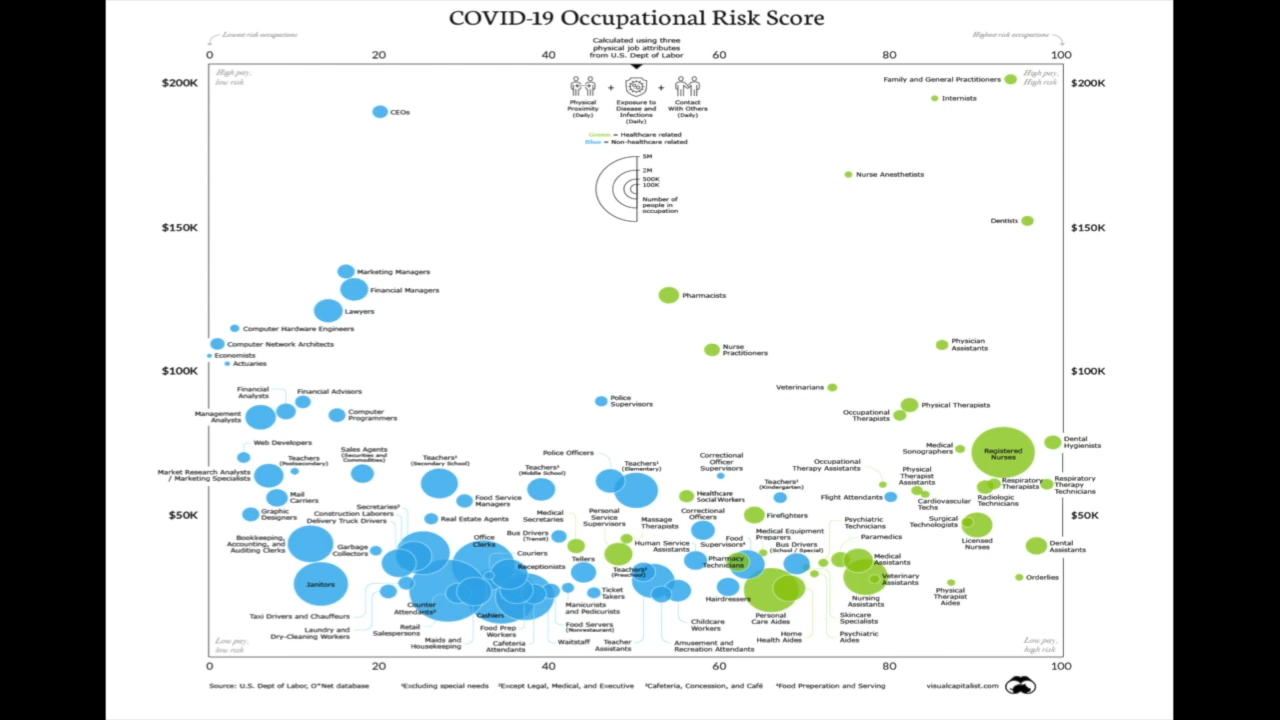 COVID-19 Occupational Risk Score
Lowest risk occupations
Highest risk occupations
Calculated using three
physical job attributes
from U.S. Dept of Labor
0
20
40
60
80
100
High pay,
low risk
High pay,
High risk
$200K
$200K
Physical
Proximity
(Daily)
+
Exposure to
Disease and
Infections
(Daily)
+
Contact
With Others
(Daily)
Green = Healthcare related
Blue = Non-healthcare related
5M
2M
500K
100K
Number of
people in
occupation
Family and General Practitioners
Internists
CEOs
Nurse Anesthetists
Dentists
$150K
$150K
Marketing Managers
Financial Managers
Lawyers
Pharmacists
Computer Hardware Engineers
Computer Network Architects
Economists
Actuaries
Nurse
Practitioners
Physician
Assistants
$100K
$100K
Financial
Analysts
Financial Advisors
Management
Analysts
Computer
Programmers
Police
Supervisors
Veterinarians
Physical Therapists
Occupational
Therapists
Web Developers
Teachers
(Postsecondary)
Sales Agents
(Securities and
Commodities)
Market Research Analysts
/ Marketing Specialists
Teachers¹
(Secondary School)
Police Officers
Teachers¹
(Middle School)
Teachers¹
(Elementary)
Correctional
Officer
Supervisors
Medical
Sonographers
Registered
Nurses
Dental
Hygienists
Occupational
Therapy Assistants
Physical
Therapist
Assistants
Respiratory
Therapists
Respiratory
Therapy
Technicians
Mail
Carriers
Graphic
Designers
Food Service
Managers
Healthcare
Social Workers
Teachers¹
(Kindergarten)
Flight Attendants
Cardiovascular
Techs
Radiologic
Technicians
$50K
$50K
Secretaries²
Construction Laborers
Delivery Truck Drivers
Real Estate Agents
Medical
Secretaries
Personal
Service
Supervisors
Massage
Therapists
Correctional
Officers
Firefighters
Psychiatric
Technicians
Surgical
Technologists
Licensed
Nurses
Bookkeeping,
Accounting, and
Auditing Clerks
Garbage
Collectors
Office
Clerks
Bus Drivers
(Transit)
Couriers
Tellers
Human Service
Assistants
Food
Supervisors⁴
Medical Equipment
Preparers
Bus Drivers
(School / Special)
Paramedics
Medical
Assistants
Dental
Assistants
Janitors
Receptionists
Teachers¹
(Preschool)
Pharmacy
Technicians
Veterinary
Assistants
Orderlies
Nursing
Assistants
Physical
Therapist
Aides
Taxi Drivers and Chauffeurs
Counter
Attendants³
Cashiers
Ticket
Takers
Manicurists
and Pedicurists
Hairdressers
Personal
Care Aides
Skincare
Specialists
Laundry and
Dry-Cleaning Workers
Retail
Salespersons
Food Prep
Workers
Food Servers
(Nonrestaurant)
Childcare
Workers
Home
Health Aides
Psychiatric
Aides
Maids and
Housekeeping
Cafeteria
Attendants
Waitstaff
Teacher
Assistants
Amusement and
Recreation Attendants
Low pay,
low risk
Low pay,
high risk
0
20
40
60
80
100
Source: U.S. Dept of Labor, O*Net database
¹Excluding special needs
²Except Legal, Medical, and Executive
³Cafeteria, Concession, and Café
⁴Food Preparation and Serving
visualcapitalist.com